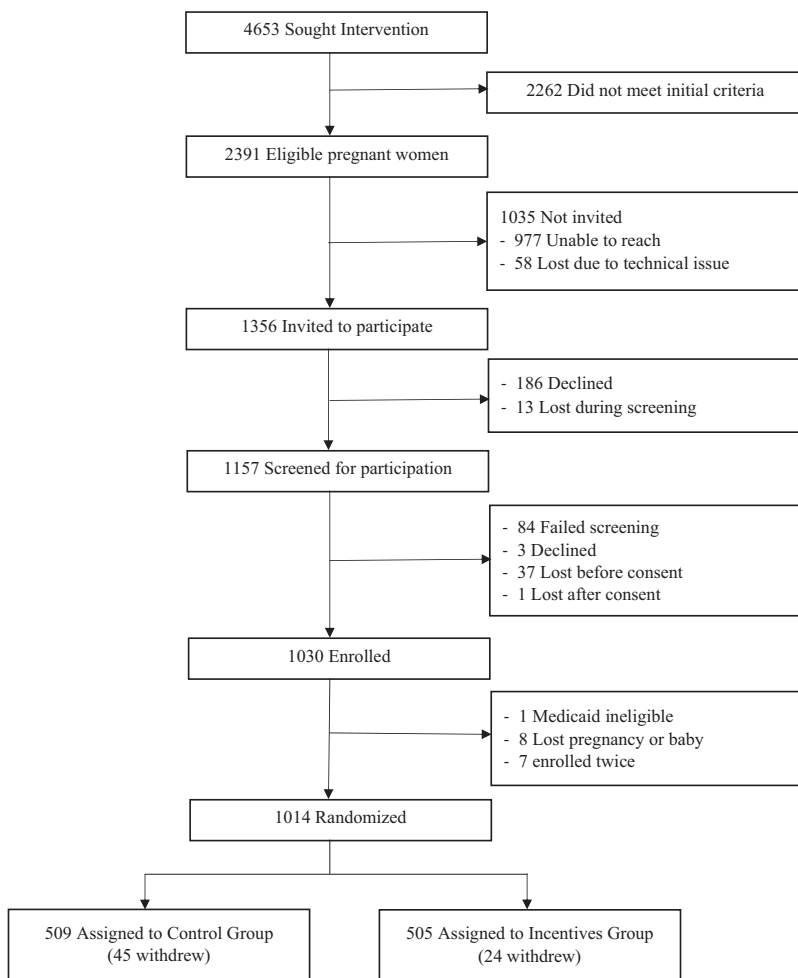 4653 Sought Intervention
2262 Did not meet initial criteria
2391 Eligible pregnant women
1035 Not invited
- 977 Unable to reach
- 58 Lost due to technical issue
1356 Invited to participate
- 186 Declined
- 13 Lost during screening
1157 Screened for participation
- 84 Failed screening
- 3 Declined
- 37 Lost before consent
- 1 Lost after consent
1030 Enrolled
- 1 Medicaid ineligible
- 8 Lost pregnancy or baby
- 7 enrolled twice
1014 Randomized
509 Assigned to Control Group
(45 withdrew)
505 Assigned to Incentives Group
(24 withdrew)